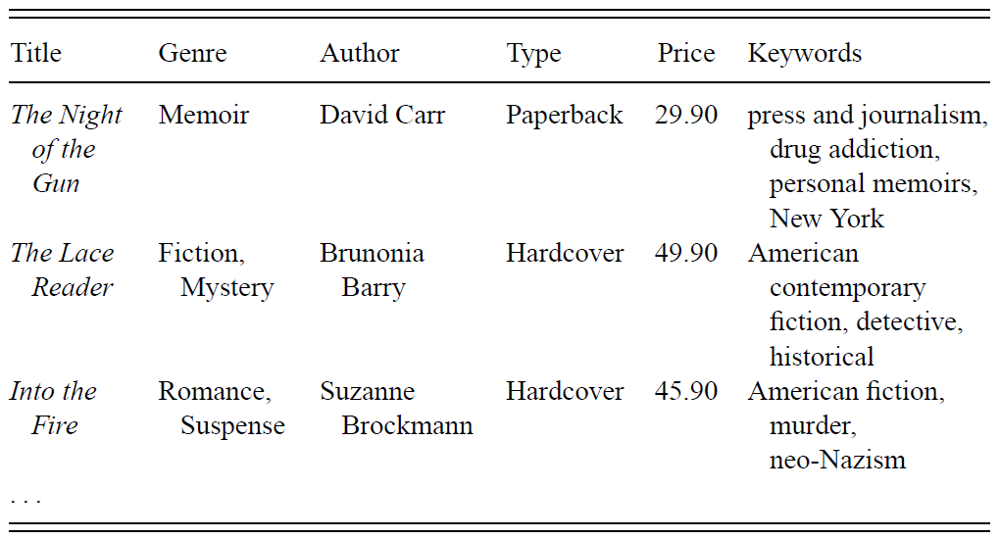 Title Genre Author Type Price Keywords
The Night Memoir David Carr Paperback 29.90 press and journalism,
of the drug addiction,
Gun personal memoirs,
New York
The Lace Fiction, Brunonia Hardcover 49.90 American
Reader Mystery Barry contemporary
fiction, detective,
historical
Into the Romance, Suzanne Hardcover 45.90 American fiction,
Fire Suspense Brockmann murder,
neo-Nazism
. . .